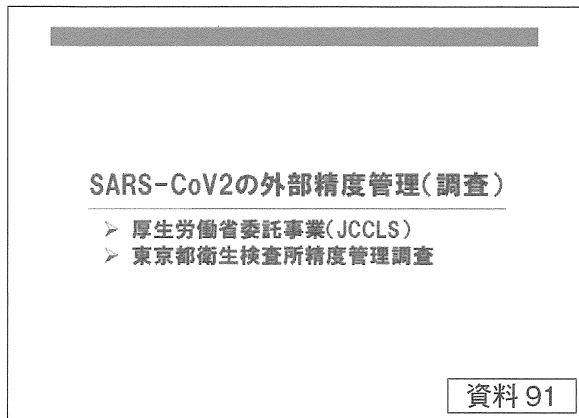 SARS-CoV2の外部精度管理(調査)
➢ 厚生労働省委託事業(JCCLS)
➢ 東京都衛生検査所精度管理調査
資料 91